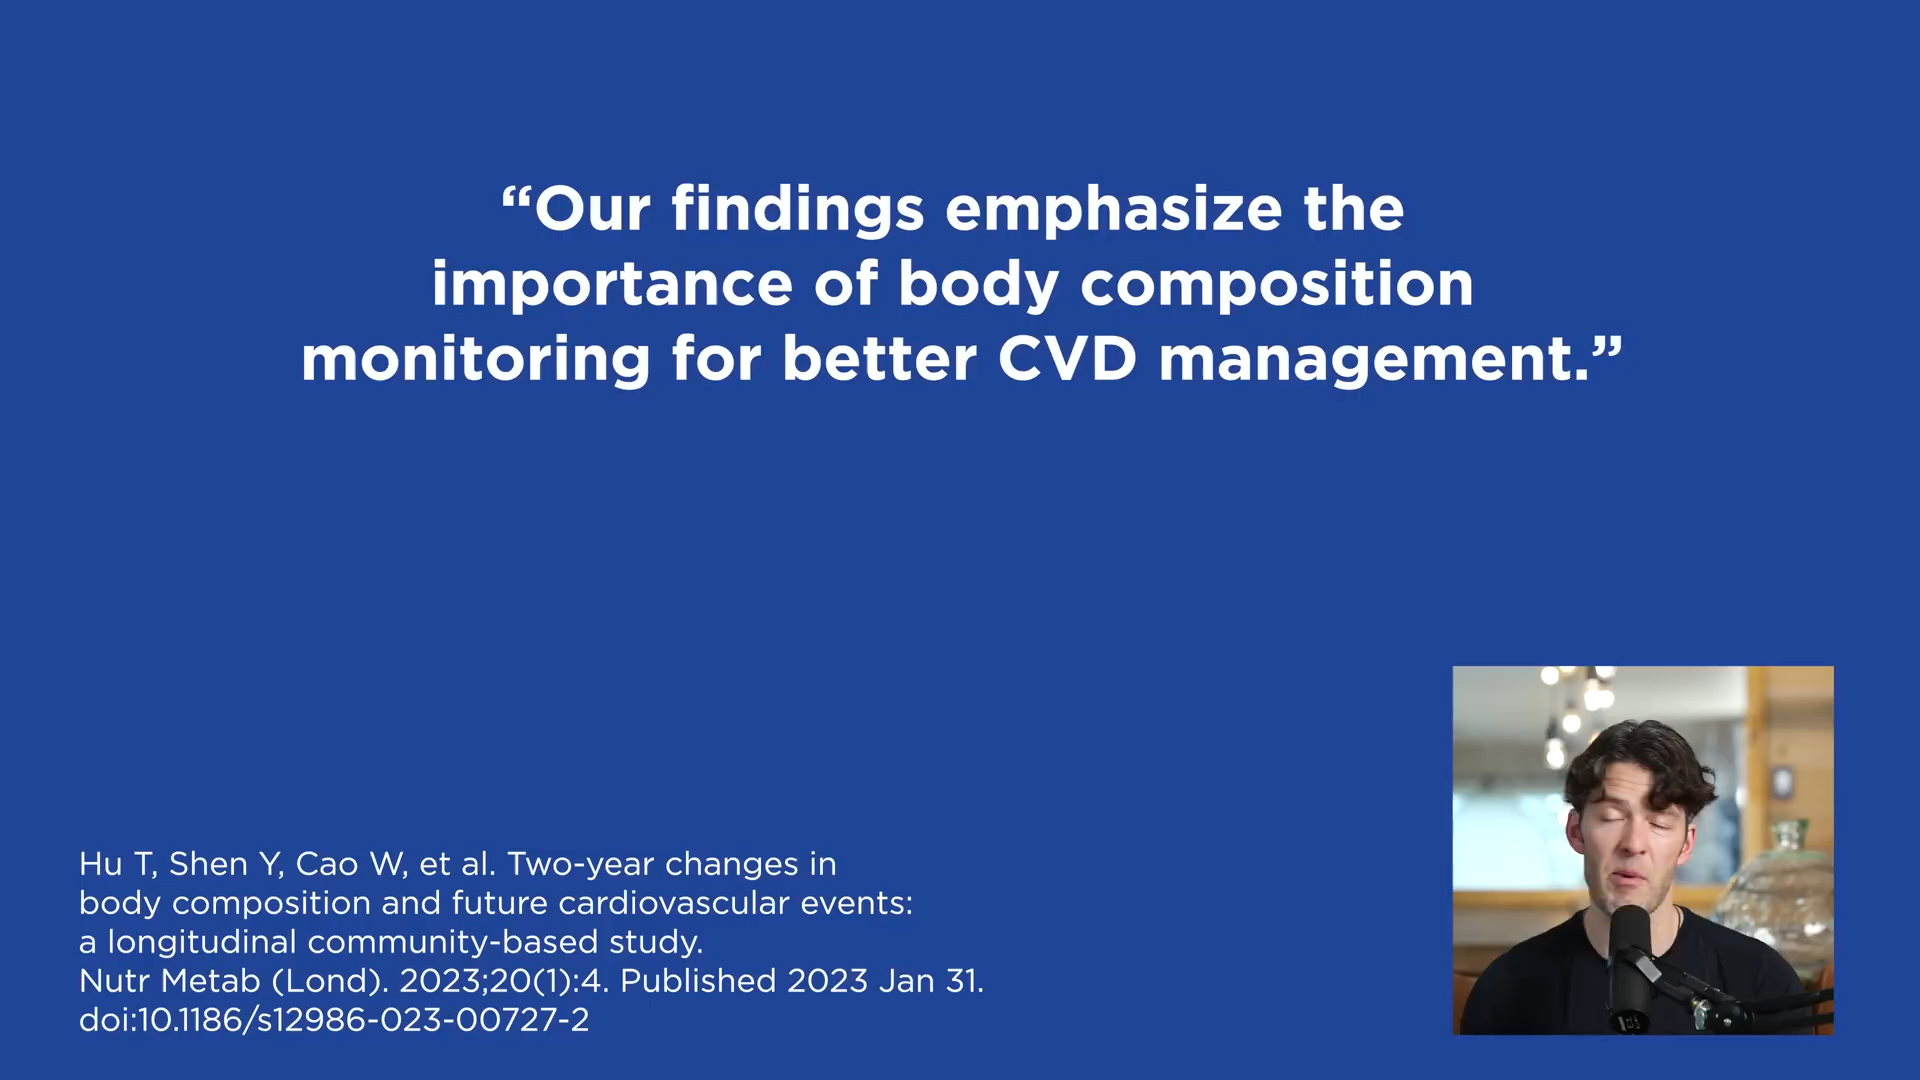 “Our findings emphasize the
importance of body composition
monitoring for better CVD management.”
Hu T, Shen Y, Cao W, et al. Two-year changes in
body composition and future cardiovascular events:
a longitudinal community-based study.
Nutr Metab (Lond). 2023;20(1):4. Published 2023 Jan 31.
doi:10.1186/s12986-023-00727-2